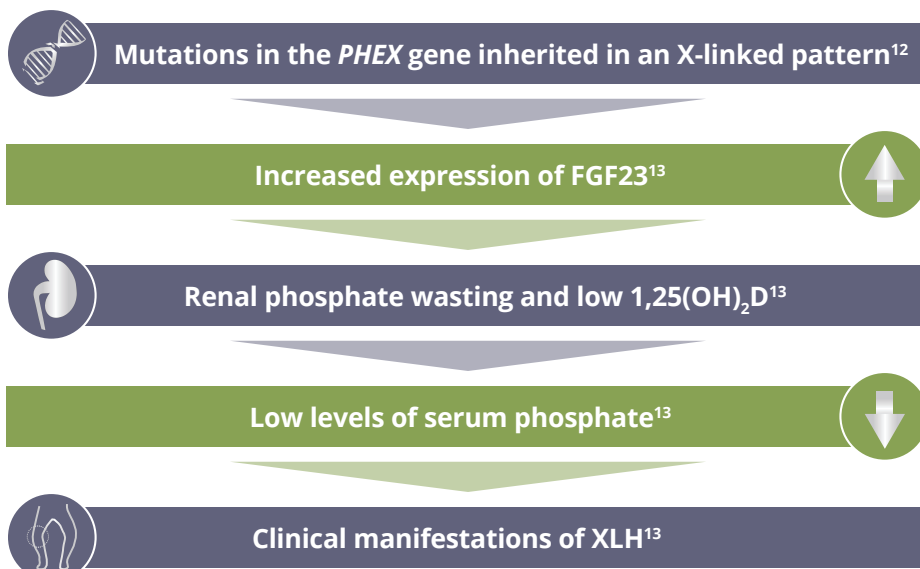 Mutations in the PHEX gene inherited in an X-linked pattern¹²
Increased expression of FGF23¹³
Renal phosphate wasting and low 1,25(OH)₂D¹³
Low levels of serum phosphate¹³
Clinical manifestations of XLH¹³